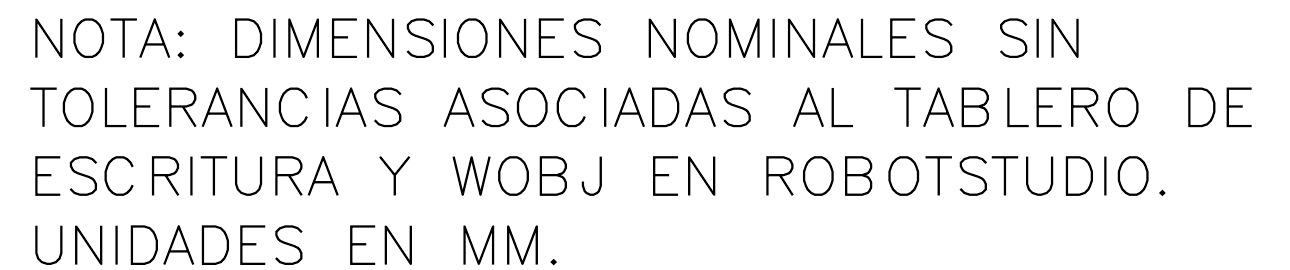 NOTA: DIMENSIONES NOMINALES SIN
TOLERANCIAS ASOCIADAS AL TABLERO DE
ESCRITURA Y WOBJ EN ROBOTSTUDIO.
UNIDADES EN MM.